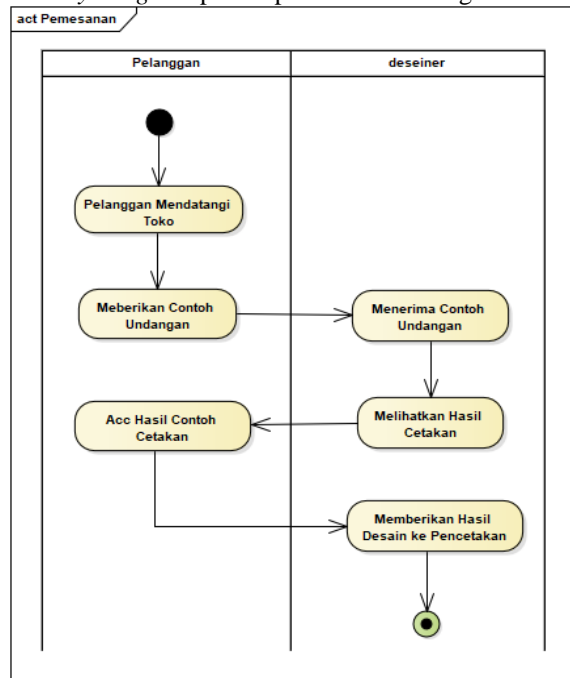 act Pemesanan
Pelanggan
deseiner
Pelanggan Mendatangi
Toko
Meberikan Contoh
Undangan
Menerima Contoh
Undangan
Melihatkan Hasil
Cetakan
Acc Hasil Contoh
Cetakan
Memberikan Hasil
Desain ke Pencetakan